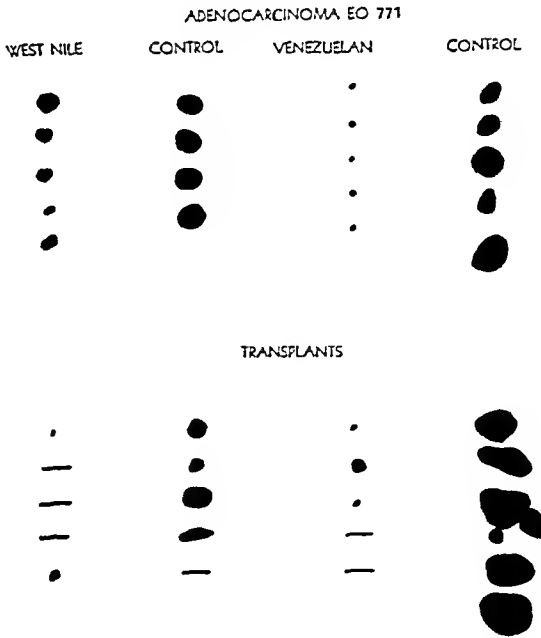 ADENOCARCINOMA EO 771
WEST NILE CONTROL VENEZUELAN CONTROL
TRANSPLANTS